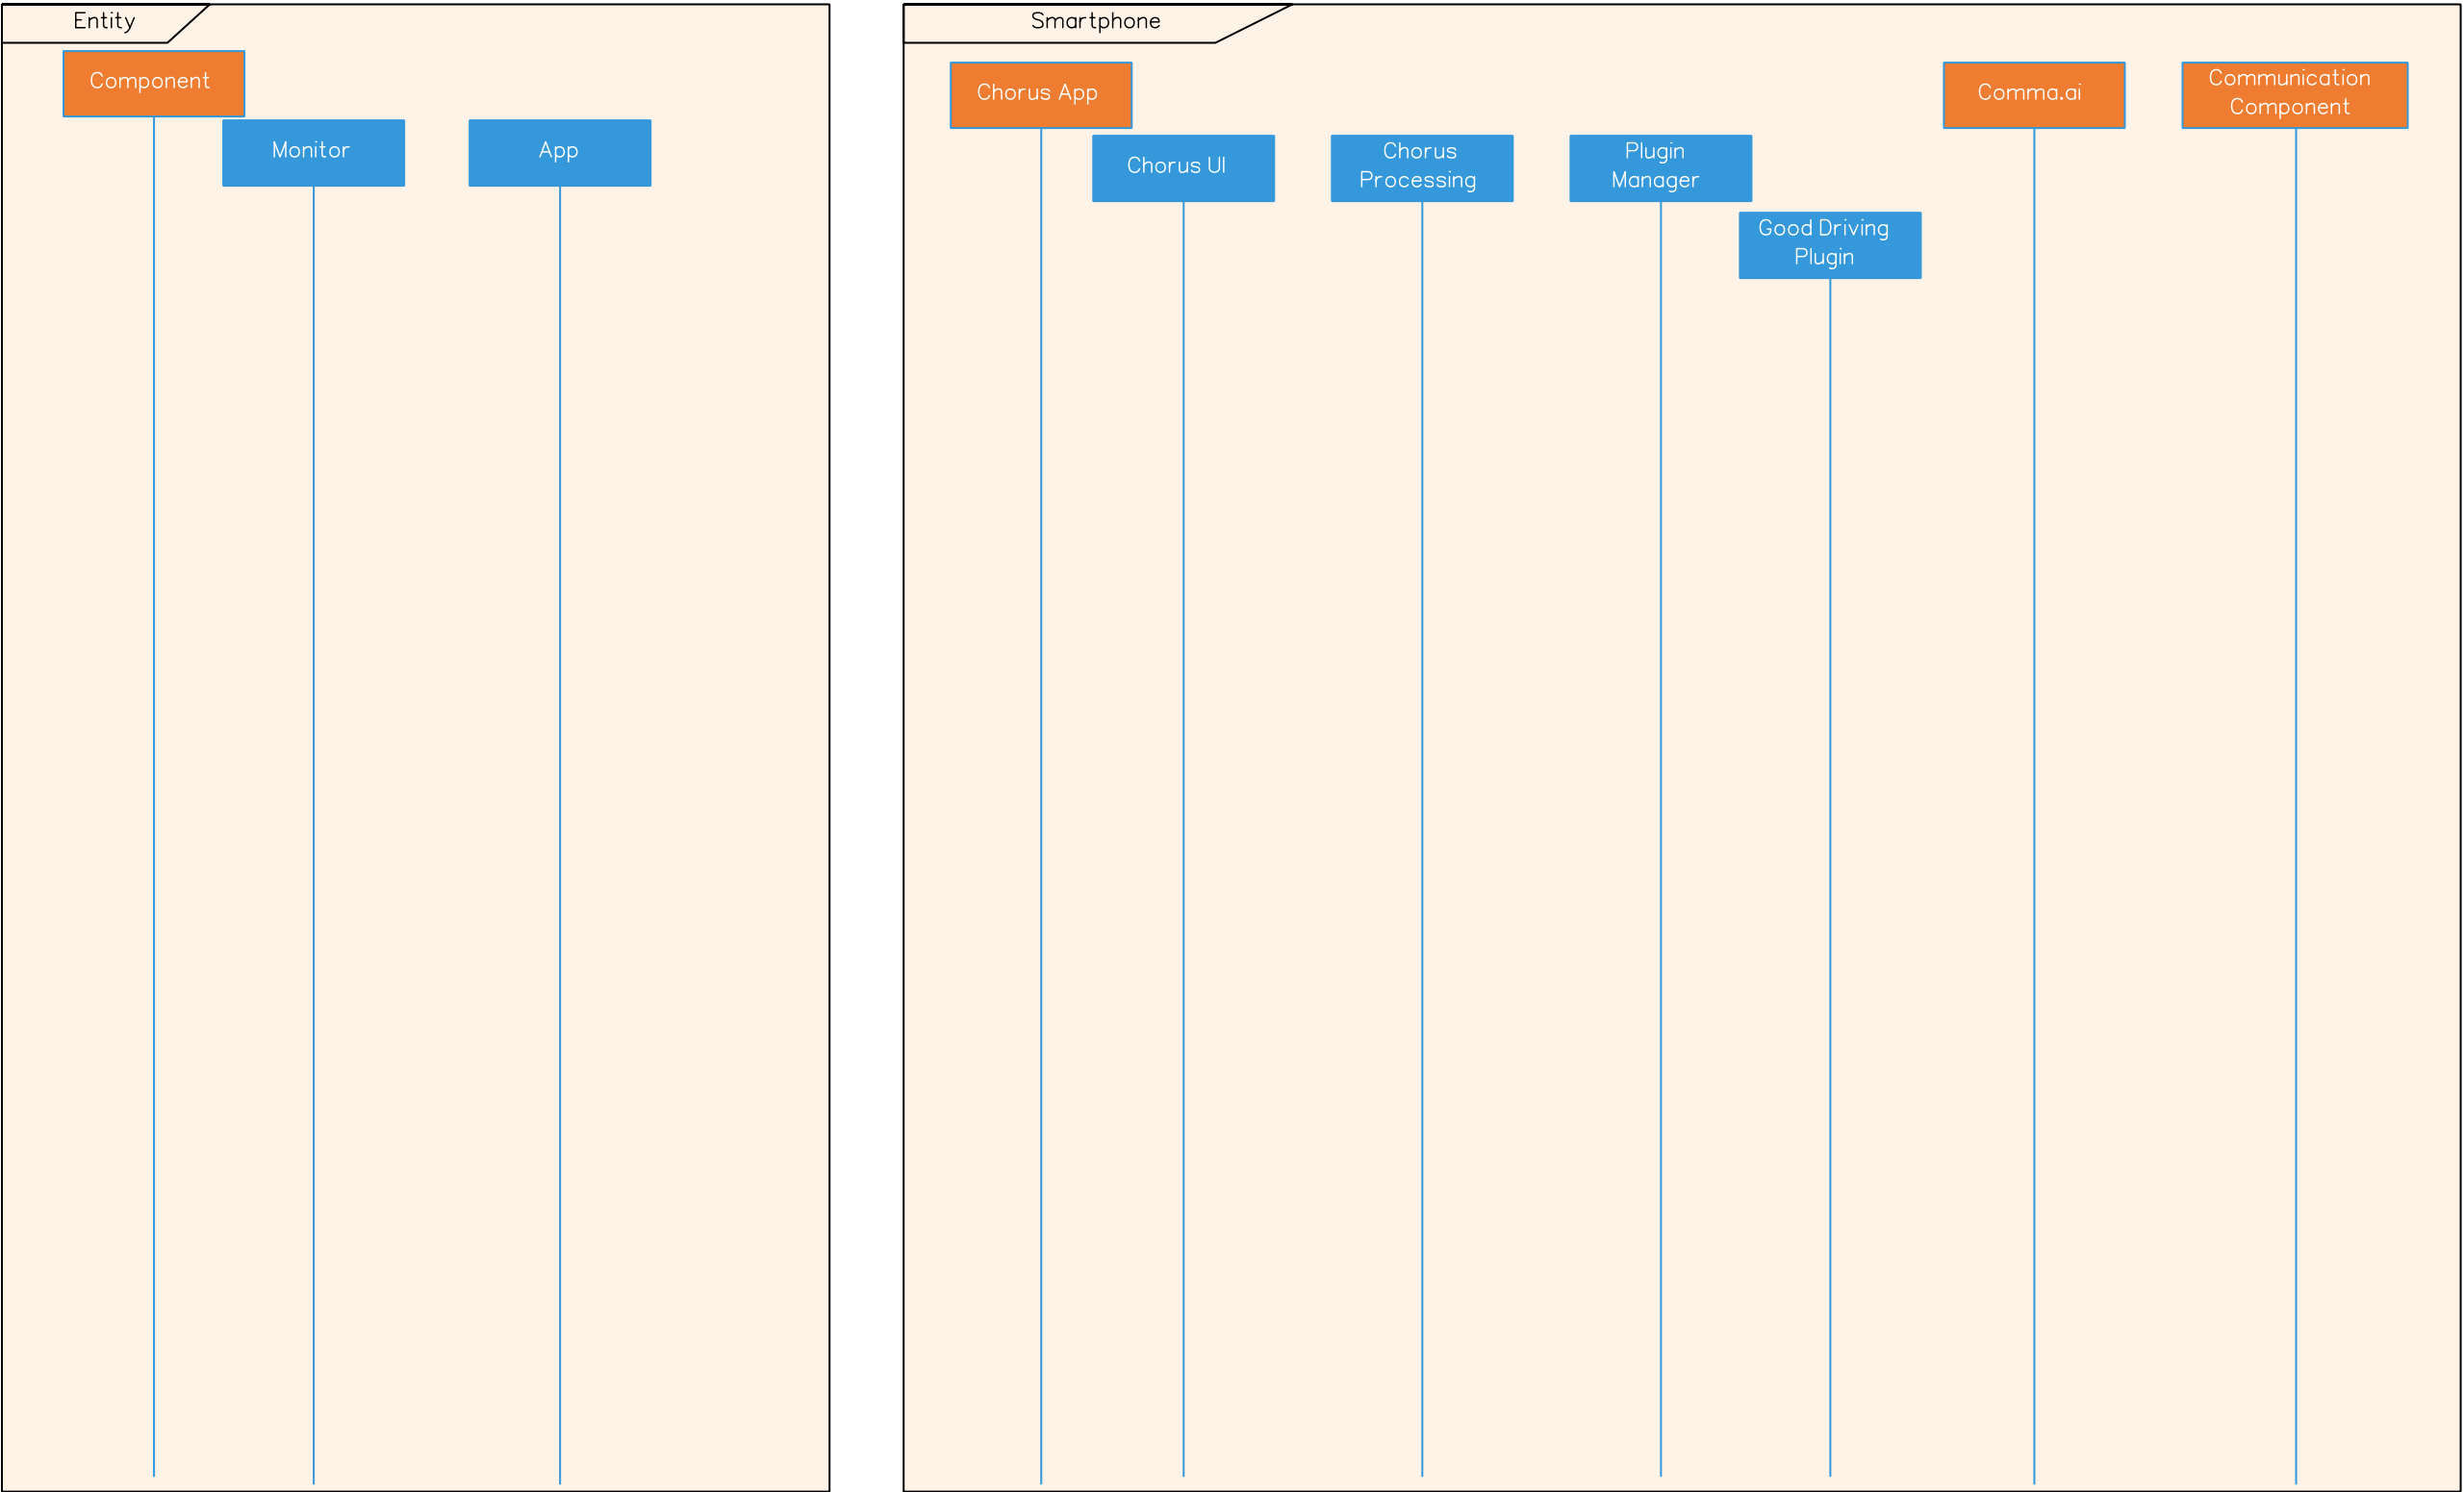 Entity
Component
Monitor
App
Smartphone
Chorus App
Chorus UI
Chorus
Processing
Plugin
Manager
Good Driving
Plugin
Comma.ai
Communication
Component